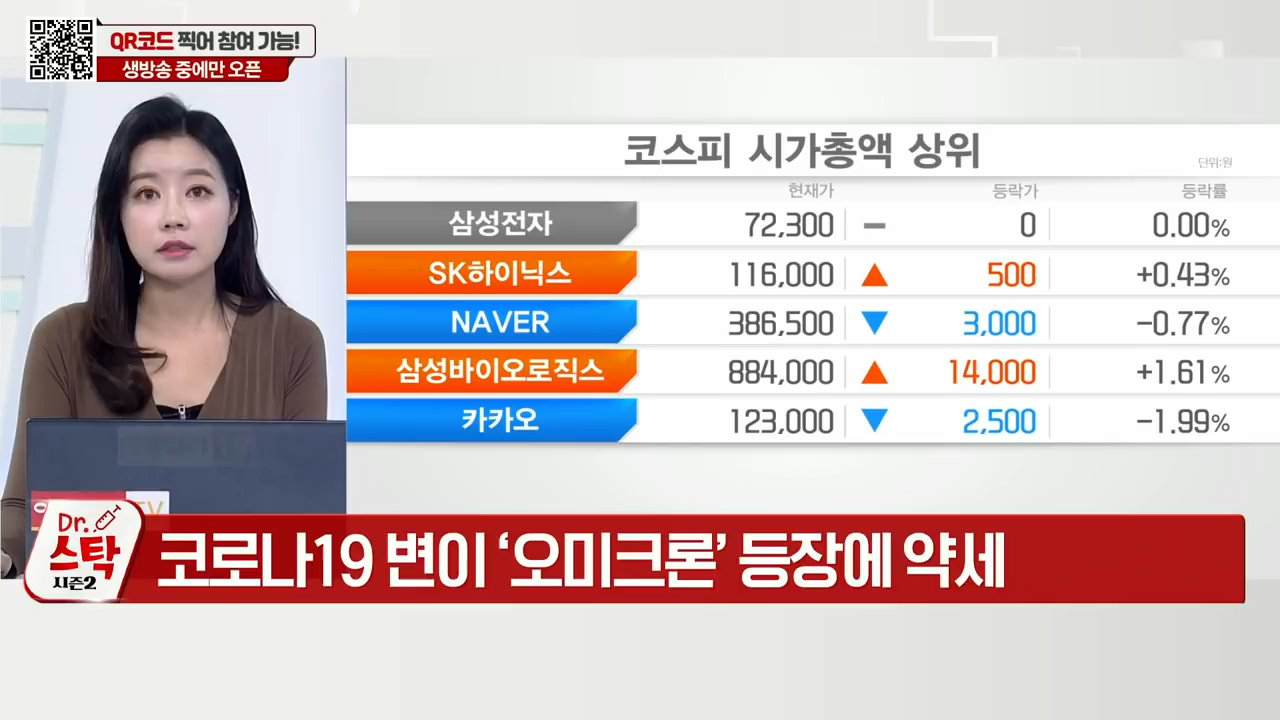 QR코드 찍어 참여 가능!
생방송 중에만 오픈
코스피 시가총액 상위
단위:원
현재가 등락가 등락률
삼성전자 72,300 0 0.00%
SK하이닉스 116,000 ▲ 500 +0.43%
NAVER 386,500 ▼ 3,000 -0.77%
삼성바이오로직스 884,000 ▲ 14,000 +1.61%
카카오 123,000 ▼ 2,500 -1.99%
Dr.
스탁
시즌2
코로나19 변이 ‘오미크론’ 등장에 약세